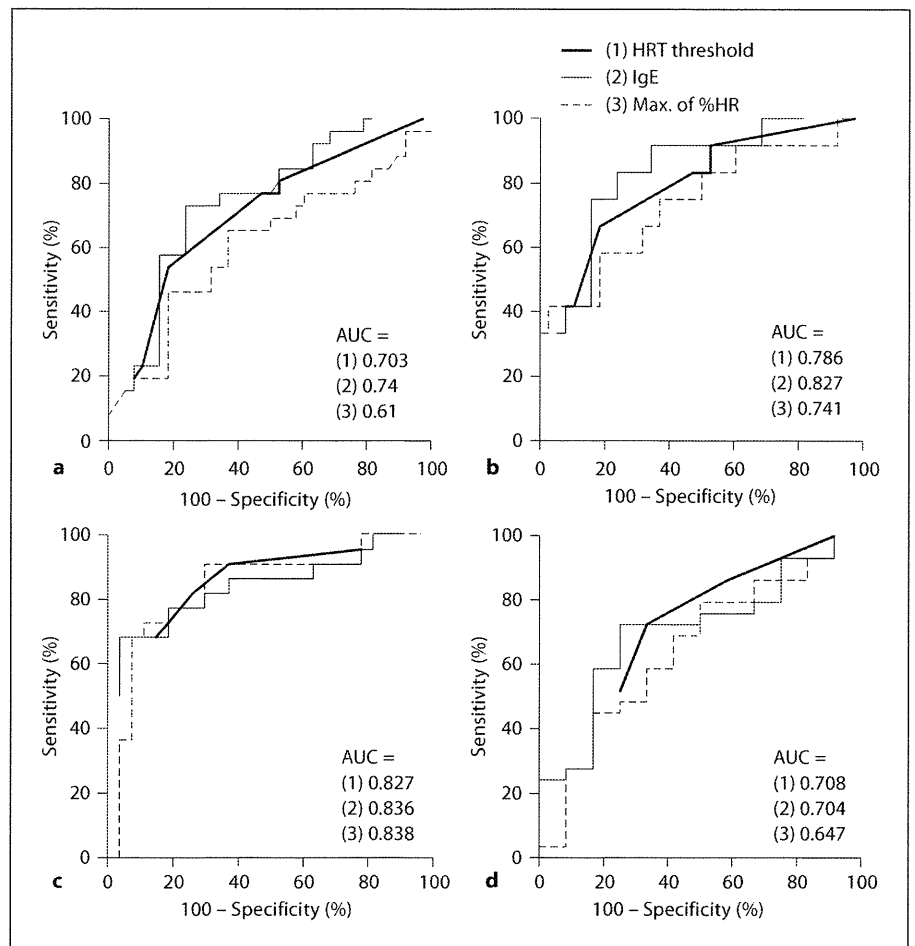 (1) HRT threshold
(2) IgE
(3) Max. of %HR
100
80
60
40
20
0
Sensitivity (%)
AUC =
(1) 0.703
(2) 0.74
(3) 0.61
0 20 40 60 80 100
a
100 – Specificity (%)
100
80
60
40
20
0
Sensitivity (%)
AUC =
(1) 0.786
(2) 0.827
(3) 0.741
0 20 40 60 80 100
b
100 – Specificity (%)
100
80
60
40
20
0
Sensitivity (%)
AUC =
(1) 0.827
(2) 0.836
(3) 0.838
0 20 40 60 80 100
c
100 – Specificity (%)
100
80
60
40
20
0
Sensitivity (%)
AUC =
(1) 0.708
(2) 0.704
(3) 0.647
0 20 40 60 80 100
d
100 – Specificity (%)